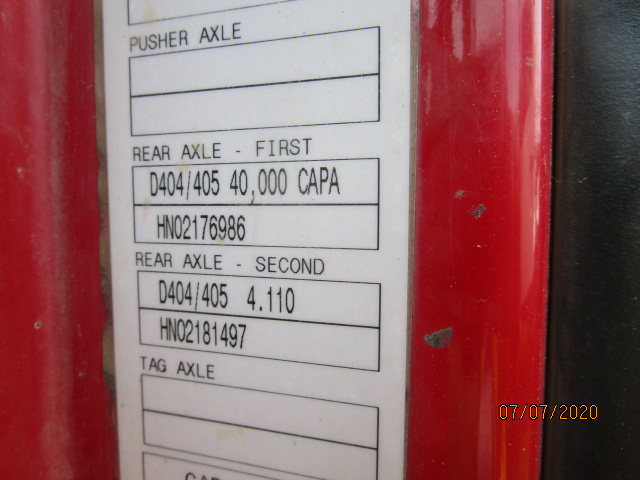 PUSHER AXLE
REAR AXLE - FIRST
D404/405 40,000 CAPA
HN02176986
REAR AXLE - SECOND
D404/405 4.110
HN02181497
TAG AXLE
07/07/2020